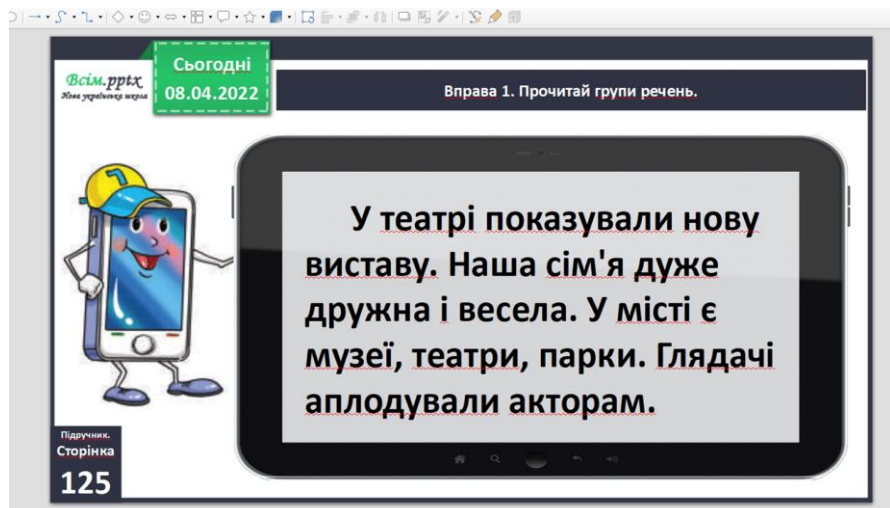 Всім.pptx
Нова українська школа
Сьогодні
08.04.2022
Вправа 1. Прочитай групи речень.
У театрі показували нову
виставу. Наша сім'я дуже
дружна і весела. У місті є
музеї, театри, парки. Глядачі
аплодували акторам.
Підручник.
Сторінка
125